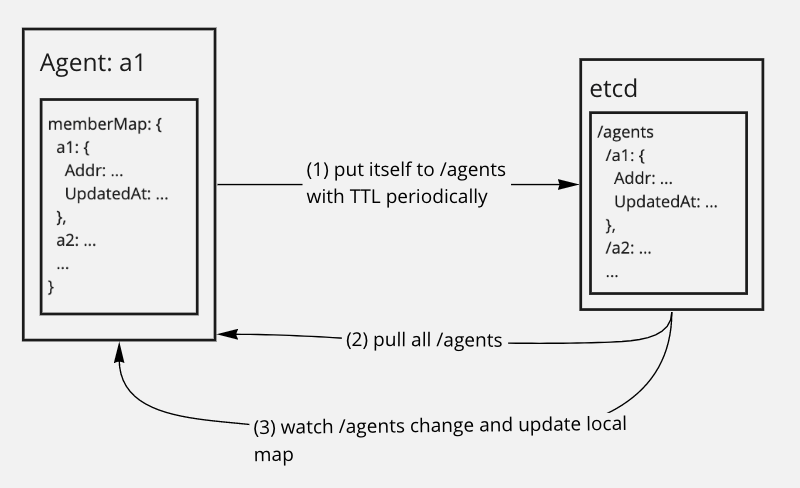 Agent: a1
memberMap: {
a1: {
Addr: ...
UpdatedAt: ...
},
a2: ...
...
}
(1) put itself to /agents
with TTL periodically
etcd
/agents
/a1: {
Addr: ...
UpdatedAt: ...
},
/a2: ...
...
(2) pull all /agents
(3) watch /agents change and update local
map